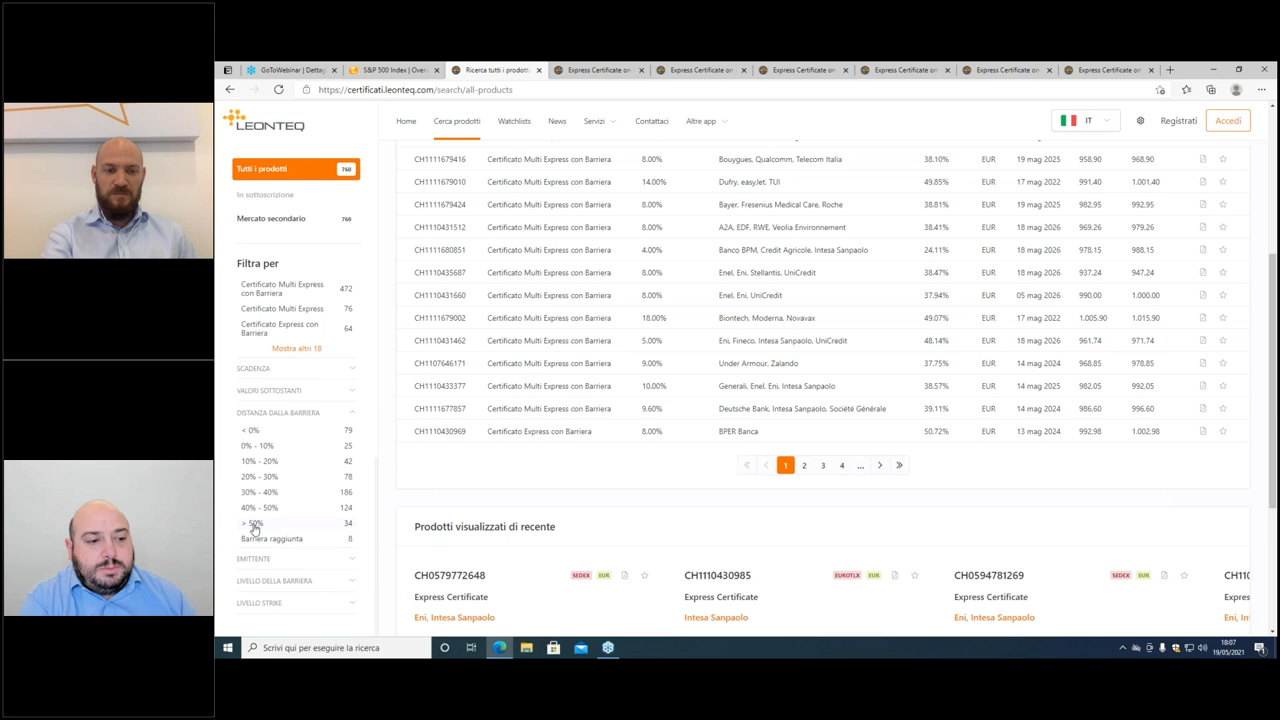 GoToWebinar | Dettag
S&P 500 Index | Over
Ricerca tutti i prodotti
Express Certificate on
Express Certificate on
Express Certificate on
Express Certificate on
Express Certificate on
Express Certificate on
https://certificati.leonteq.com/search/all-products
LEONTEQ
Home
Cerca prodotti
Watchlists
News
Servizi
Contattaci
Altre app
IT
Registrati
Accedi
Tutti i prodotti 760
In sottoscrizione
Mercato secondario 760
Filtra per
Certificato Multi Express con Barriera 472
Certificato Multi Express 76
Certificato Express con Barriera 64
Mostra altri 18
SCADENZA
VALORI SOTTOSTANTI
DISTANZA DALLA BARRIERA
< 0% 79
0% - 10% 25
10% - 20% 42
20% - 30% 78
30% - 40% 186
40% - 50% 124
> 50% 34
Barriera raggiunta 8
EMITTENTE
LIVELLO DELLA BARRIERA
LIVELLO STRIKE
CH1111679416 Certificato Multi Express con Barriera 8.00% Bouygues, Qualcomm, Telecom Italia 38.10% EUR 19 mag 2025 958,90 968.90
CH1111679010 Certificato Multi Express con Barriera 14.00% Dufry, easyJet, TUI 49.85% EUR 17 mag 2022 991,40 1.001,40
CH1111679424 Certificato Multi Express con Barriera 8.00% Bayer, Fresenius Medical Care, Roche 38.81% EUR 19 mag 2025 982,95 992,95
CH1110431512 Certificato Multi Express con Barriera 8.00% A2A, EDF, RWE, Veolia Environnement 38.41% EUR 18 mag 2026 969,26 979,26
CH1111680851 Certificato Multi Express con Barriera 4.00% Banco BPM, Credit Agricole, Intesa Sanpaolo 24.11% EUR 18 mag 2026 978,15 988,15
CH1110435687 Certificato Multi Express con Barriera 8.00% Enel, Eni, Stellantis, UniCredit 38.47% EUR 18 mag 2026 937,24 947,24
CH1110431660 Certificato Multi Express con Barriera 8.00% Enel, Eni, UniCredit 37.94% EUR 05 mag 2026 990,00 1.000,00
CH1111679002 Certificato Multi Express con Barriera 18.00% Biontech, Moderna, Novavax 49.07% EUR 17 mag 2022 1.005,90 1.015,90
CH1110431462 Certificato Multi Express con Barriera 5.00% Eni, Fineco, Intesa Sanpaolo, UniCredit 48.14% EUR 18 mag 2026 961,74 971,74
CH1107646171 Certificato Multi Express con Barriera 9.00% Under Armour, Zalando 37.75% EUR 14 mag 2024 968,85 978,85
CH1110433377 Certificato Multi Express con Barriera 10.00% Generali, Enel, Eni, Intesa Sanpaolo 38.57% EUR 14 mag 2025 982,05 992,05
CH1111677857 Certificato Multi Express con Barriera 9.60% Deutsche Bank, Intesa Sanpaolo, Société Générale 39.11% EUR 14 mag 2024 986,60 996,60
CH1110430969 Certificato Express con Barriera 8.00% BPER Banca 50.72% EUR 13 mag 2024 992,98 1.002,98
1 2 3 4 ...
Prodotti visualizzati di recente
CH0579772648 SEDEX EUR
Express Certificate
Eni, Intesa Sanpaolo
CH1110430985 EUROTLX EUR
Express Certificate
Intesa Sanpaolo
CH0594781269 SEDEX EUR
Express Certificate
Eni, Intesa Sanpaolo
CH110
Expres
Eni, In
Scrivi qui per eseguire la ricerca
18:07
19/05/2021